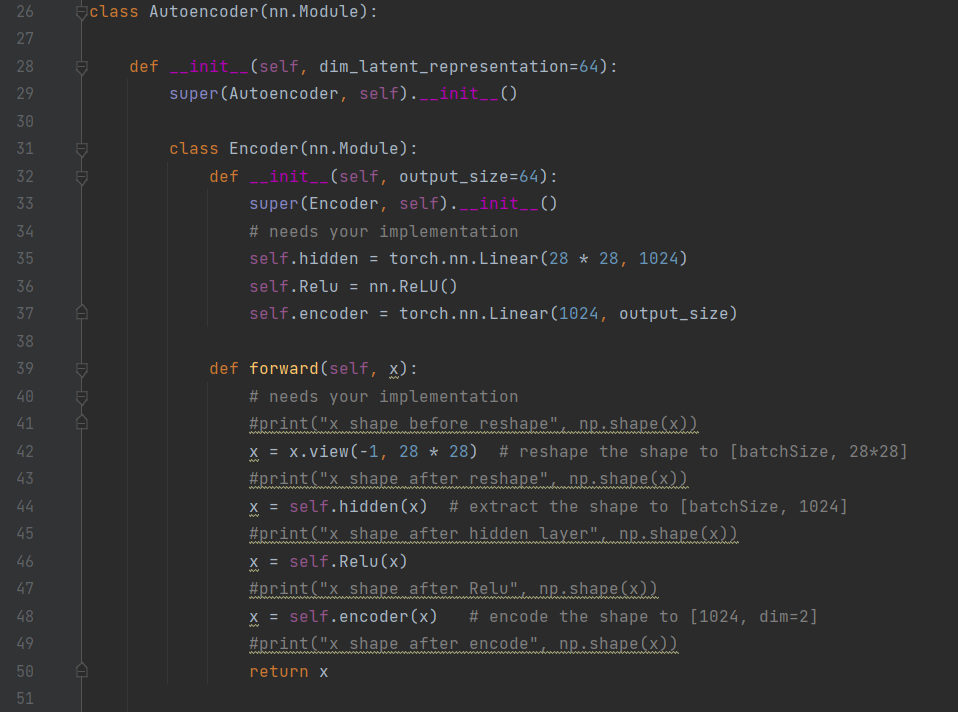 26 class Autoencoder(nn.Module):
27
28     def __init__(self, dim_latent_representation=64):
29         super(Autoencoder, self).__init__()
30
31         class Encoder(nn.Module):
32             def __init__(self, output_size=64):
33                 super(Encoder, self).__init__()
34                 # needs your implementation
35                 self.hidden = torch.nn.Linear(28 * 28, 1024)
36                 self.Relu = nn.ReLU()
37                 self.encoder = torch.nn.Linear(1024, output_size)
38
39             def forward(self, x):
40                 # needs your implementation
41                 #print("x shape before reshape", np.shape(x))
42                 x = x.view(-1, 28 * 28)  # reshape the shape to [batchSize, 28*28]
43                 #print("x shape after reshape", np.shape(x))
44                 x = self.hidden(x)  # extract the shape to [batchSize, 1024]
45                 #print("x shape after hidden layer", np.shape(x))
46                 x = self.Relu(x)
47                 #print("x shape after Relu", np.shape(x))
48                 x = self.encoder(x)   # encode the shape to [1024, dim=2]
49                 #print("x shape after encode", np.shape(x))
50                 return x
51